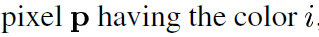 pixel p having the color i,